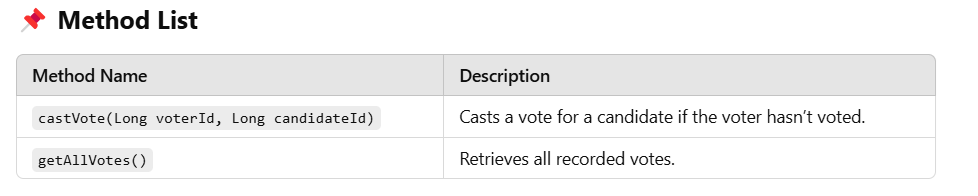 📌 Method List
Method Name Description
castVote(Long voterId, Long candidateId) Casts a vote for a candidate if the voter hasn’t voted.
getAllVotes() Retrieves all recorded votes.